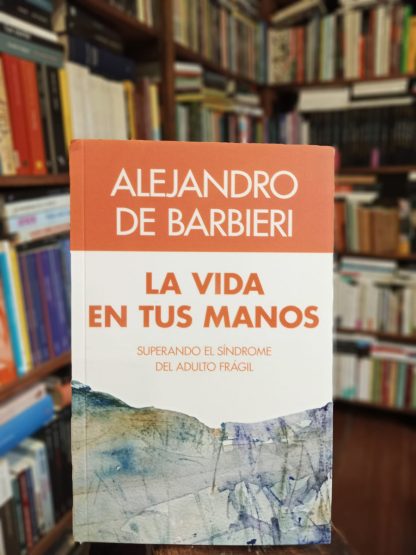 ALEJANDRO
DE BARBIERI
LA VIDA
EN TUS MANOS
SUPERANDO EL SÍNDROME
DEL ADULTO FRÁGIL